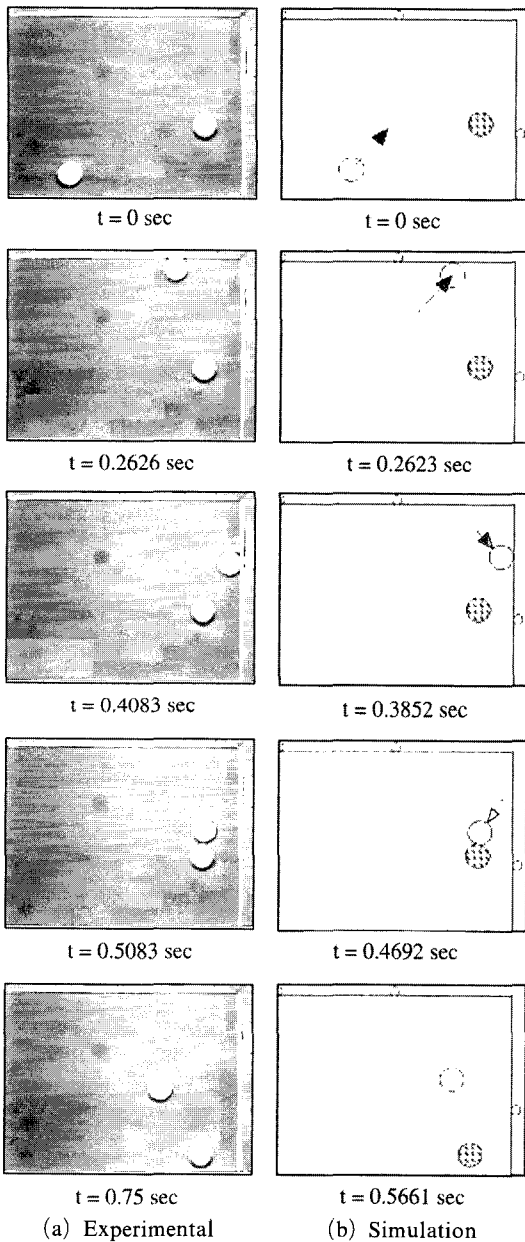 t = 0 sec
t = 0 sec
t = 0.2626 sec
t = 0.2623 sec
t = 0.4083 sec
t = 0.3852 sec
t = 0.5083 sec
t = 0.4692 sec
t = 0.75 sec
t = 0.5661 sec
(a) Experimental
(b) Simulation